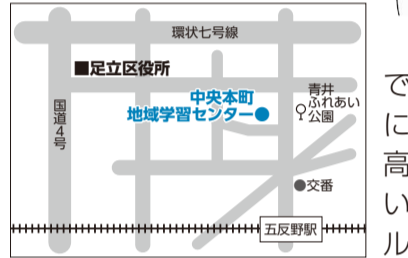 環状七号線
■足立区役所
中央本町
地域学習センター●
青井
ふれあい
公園
国道4号
●交番
五反野駅
で
に
高
い
ル